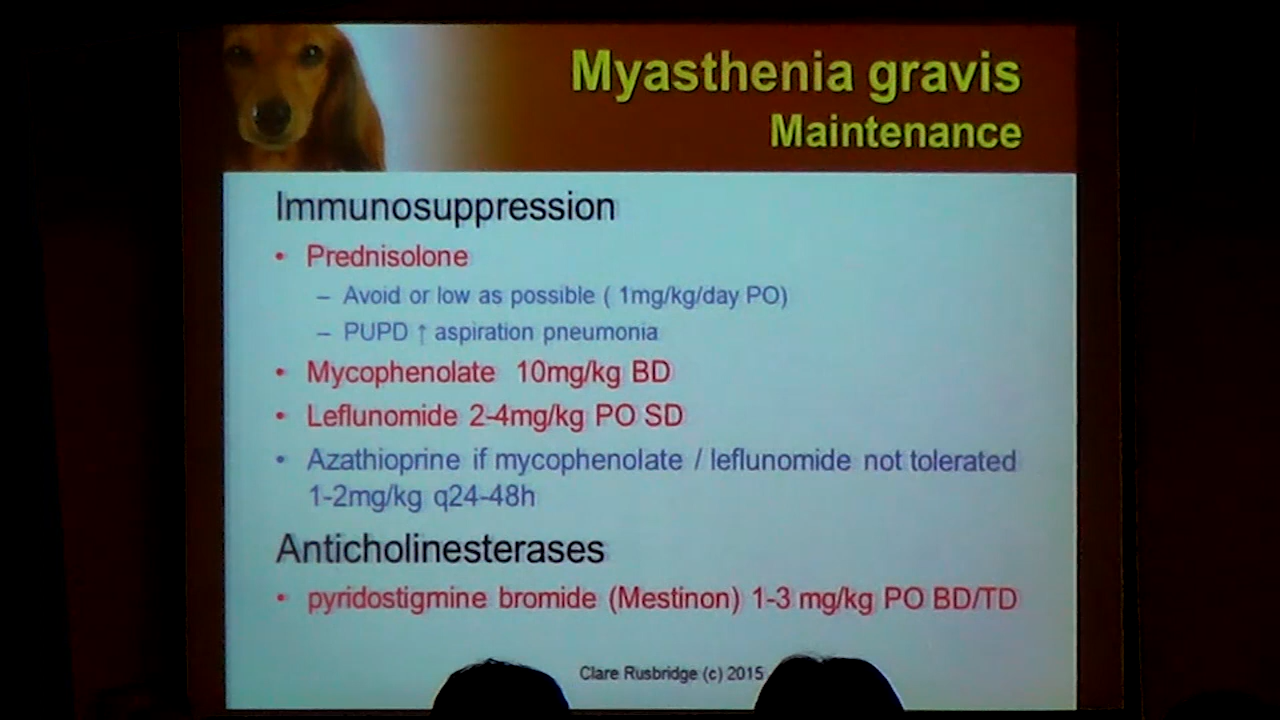 Myasthenia gravis
Maintenance
Immunosuppression
• Prednisolone
– Avoid or low as possible ( 1mg/kg/day PO)
– PUPD ↑ aspiration pneumonia
• Mycophenolate 10mg/kg BD
• Leflunomide 2-4mg/kg PO SD
• Azathioprine if mycophenolate / leflunomide not tolerated
1-2mg/kg q24-48h
Anticholinesterases
• pyridostigmine bromide (Mestinon) 1-3 mg/kg PO BD/TD
Clare Rusbridge (c) 2015